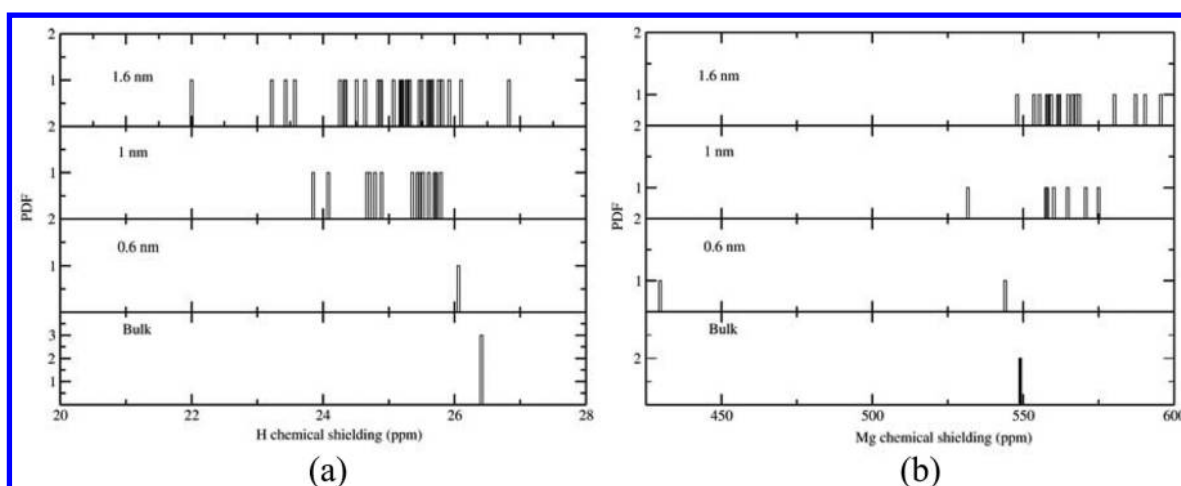 2
1.6 nm
1
2
1 nm
1
2
PDF
0.6 nm
1
Bulk
3
2
1
20 22 24 26 28
H chemical shielding (ppm)
(a)
2
1.6 nm
1
2
1 nm
1
2
PDF
0.6 nm
1
Bulk
2
450 500 550 600
Mg chemical shielding (ppm)
(b)